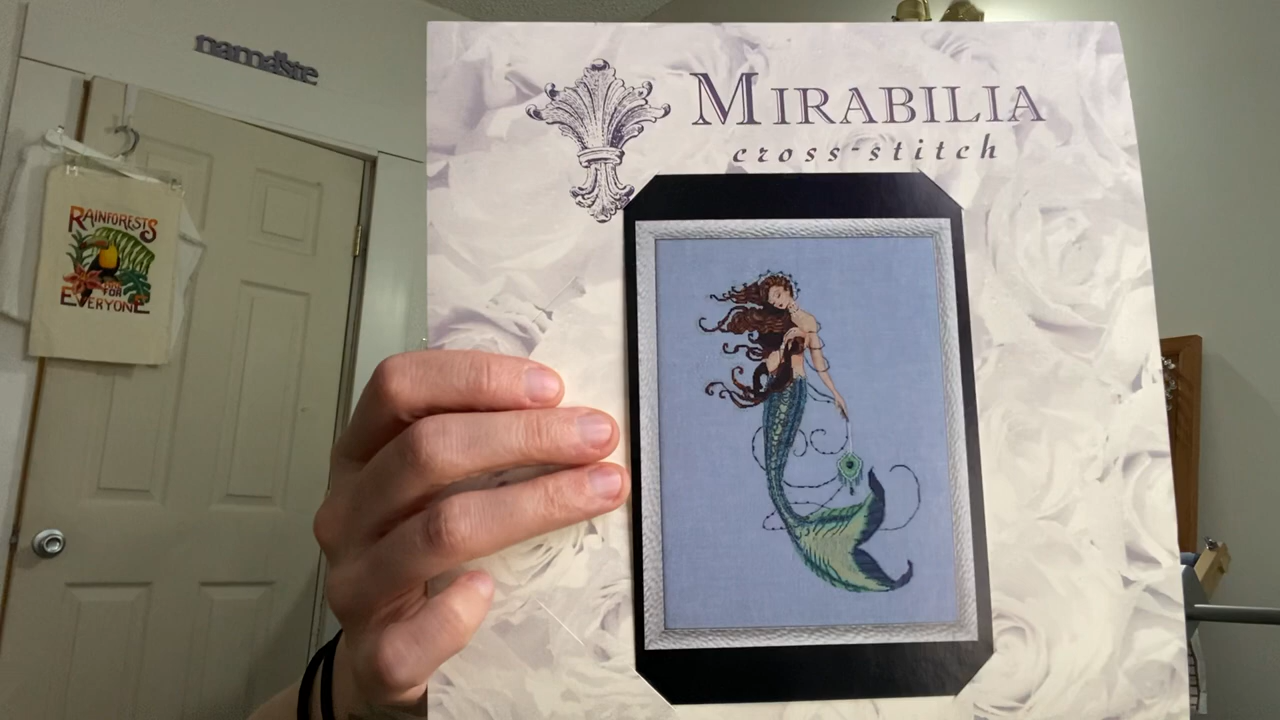 namaste
MIRABILIA
cross-stitch
RAINFORESTS
FOR
EVERYONE